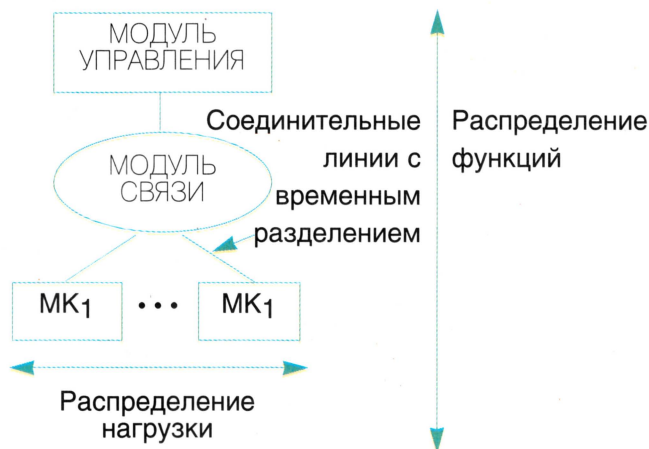 МОДУЛЬ
УПРАВЛЕНИЯ
Соединительные
линии с
временным
разделением
Распределение
функций
МОДУЛЬ
СВЯЗИ
МК1 • • • МК1
Распределение
нагрузки